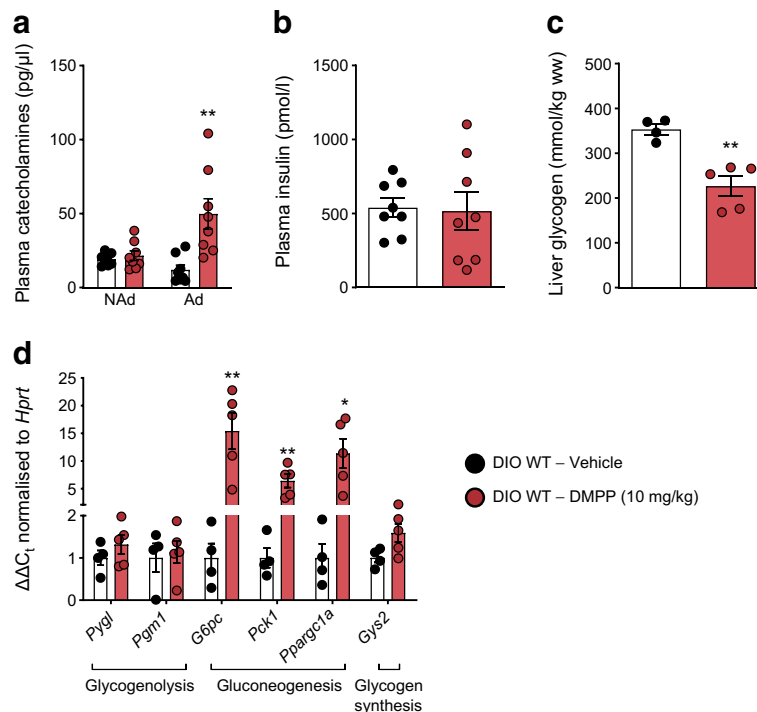 a
Plasma catecholamines (pg/µl)
150
100
50
0
**
NAd
Ad
b
Plasma insulin (pmol/l)
1500
1000
500
0
c
Liver glycogen (mmol/kg ww)
500
400
300
200
100
0
**
d
ΔΔCt normalised to Hprt
25
20
15
10
5
2
1
0
**
**
*
Pygl
Pgm1
G6pc
Pck1
Ppargc1a
Gys2
Glycogenolysis
Gluconeogenesis
Glycogen
synthesis
DIO WT – Vehicle
DIO WT – DMPP (10 mg/kg)